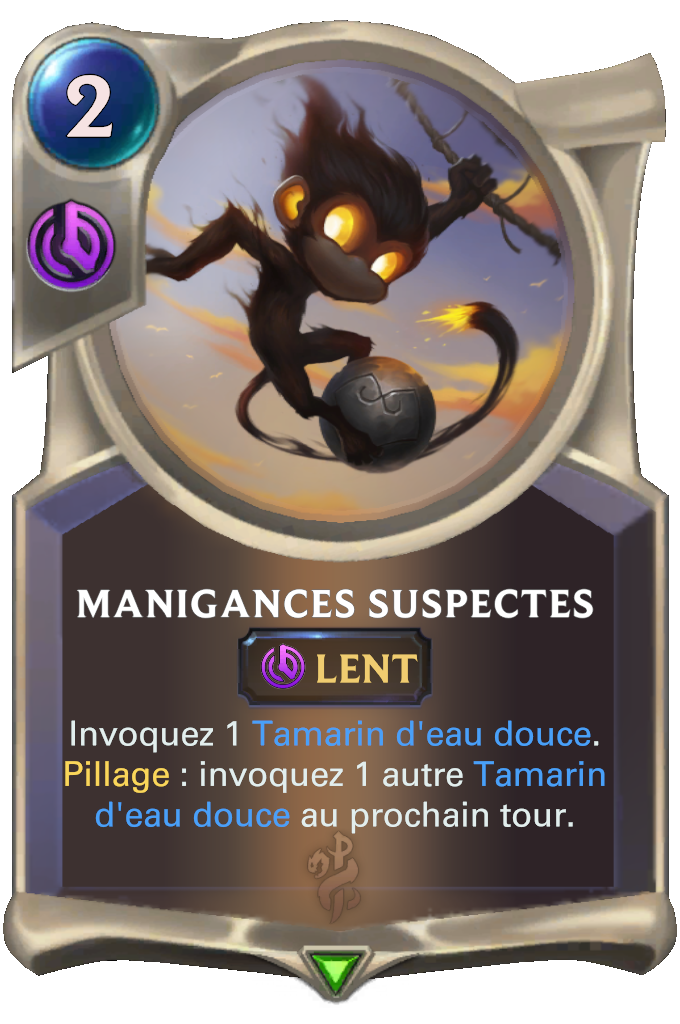 2
MANIGANCES SUSPECTES
LENT
Invoquez 1 Tamarin d'eau douce.
Pillage : invoquez 1 autre Tamarin
d'eau douce au prochain tour.